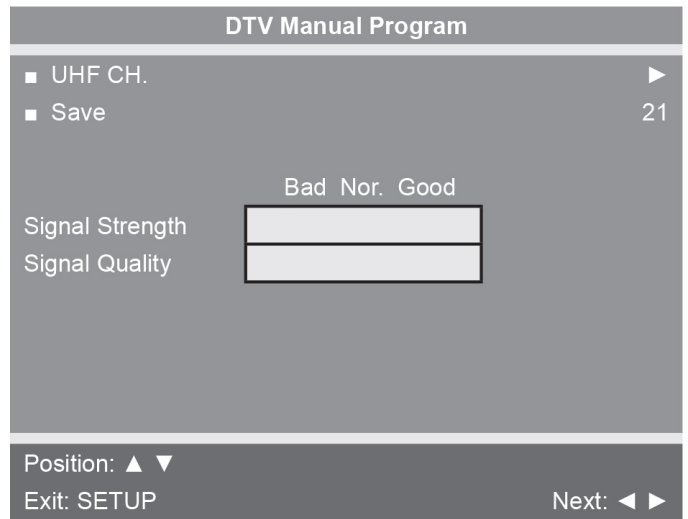 DTV Manual Program
■ UHF CH. ►
■ Save 21
Bad Nor. Good
Signal Strength
Signal Quality
Position: ▲ ▼
Exit: SETUP Next: ◄ ►